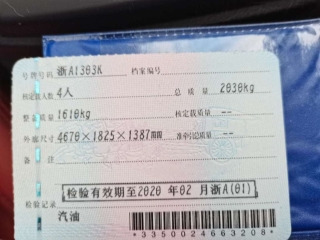 号牌号码 浙A1303K 档案编号
核定载人数 4人 总质量 2030kg
整备质量 1610kg 核定载质量 --
外廓尺寸 4670×1825×1387mm 准牵引总质量 --
备注
检验有效期至2020年02月浙A(01)
检验记录
汽油
*3350024663208*